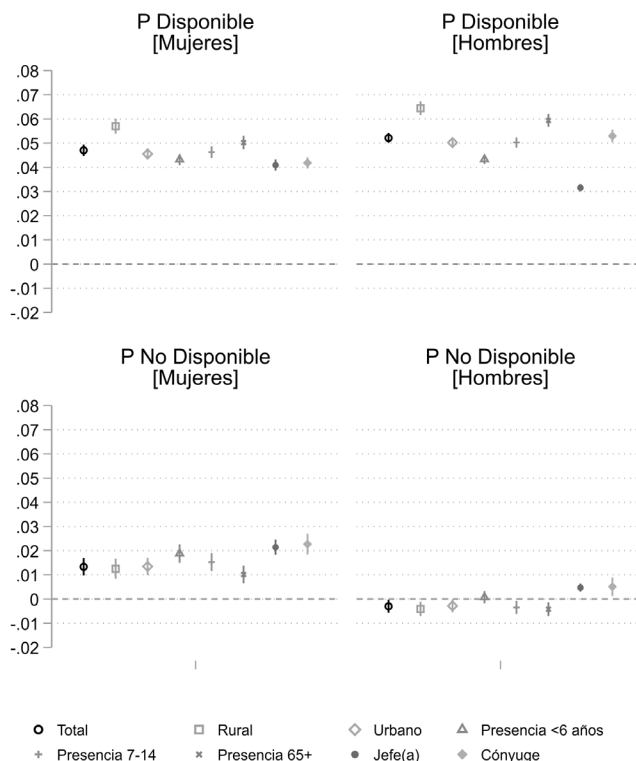 P Disponible
[Mujeres]
P Disponible
[Hombres]
.08
.07
.06
.05
.04
.03
.02
.01
0
-.01
-.02
P No Disponible
[Mujeres]
P No Disponible
[Hombres]
.08
.07
.06
.05
.04
.03
.02
.01
0
-.01
-.02
Total Rural Urbano Presencia <6 años
Presencia 7-14 Presencia 65+ Jefe(a) Cónyuge